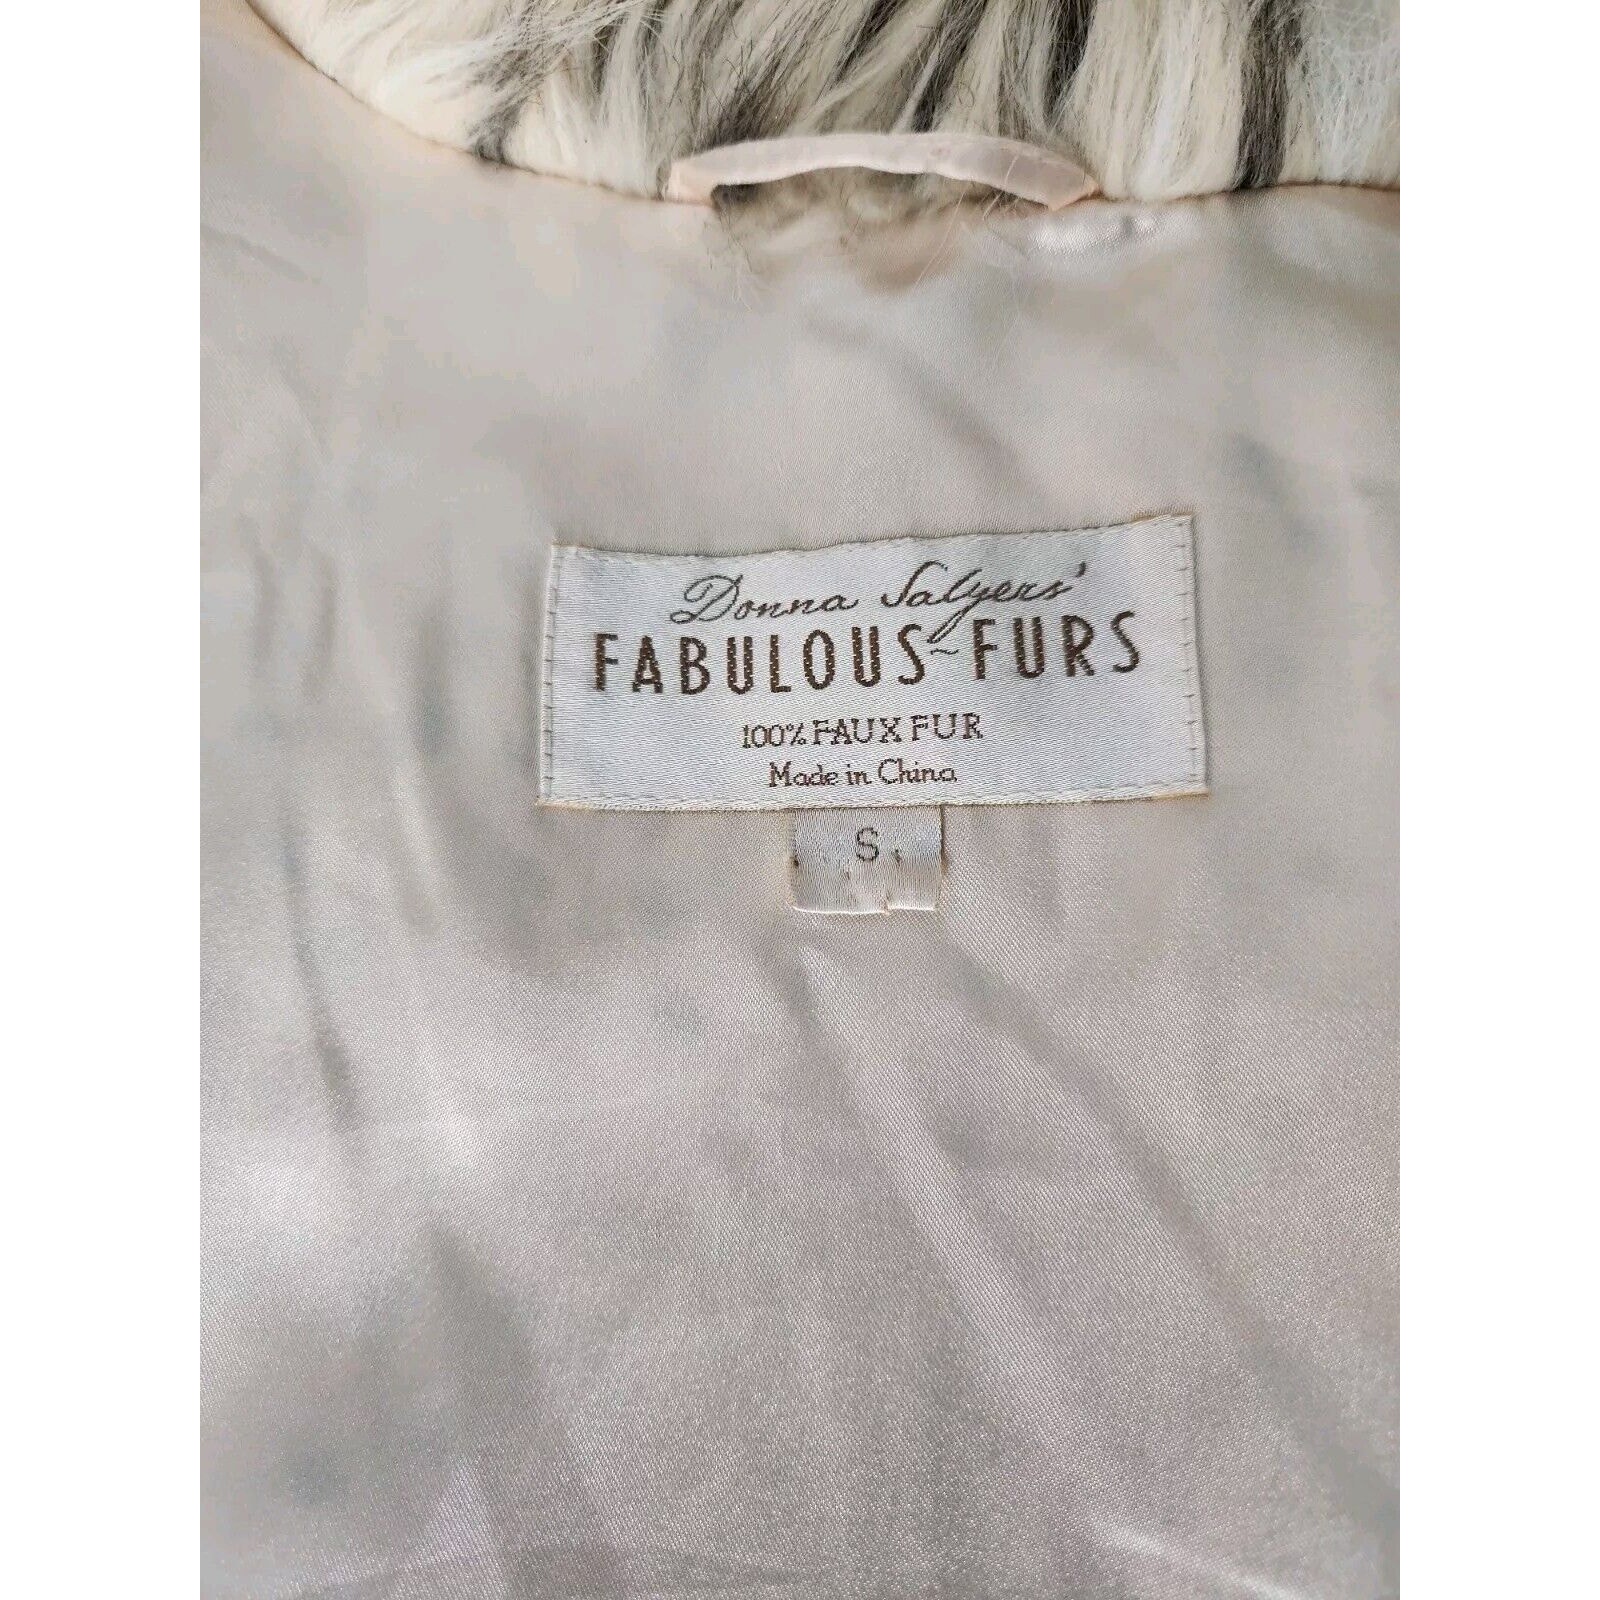 Donna Salyers'
FABULOUS~FURS
100% FAUX FUR
Made in China
S